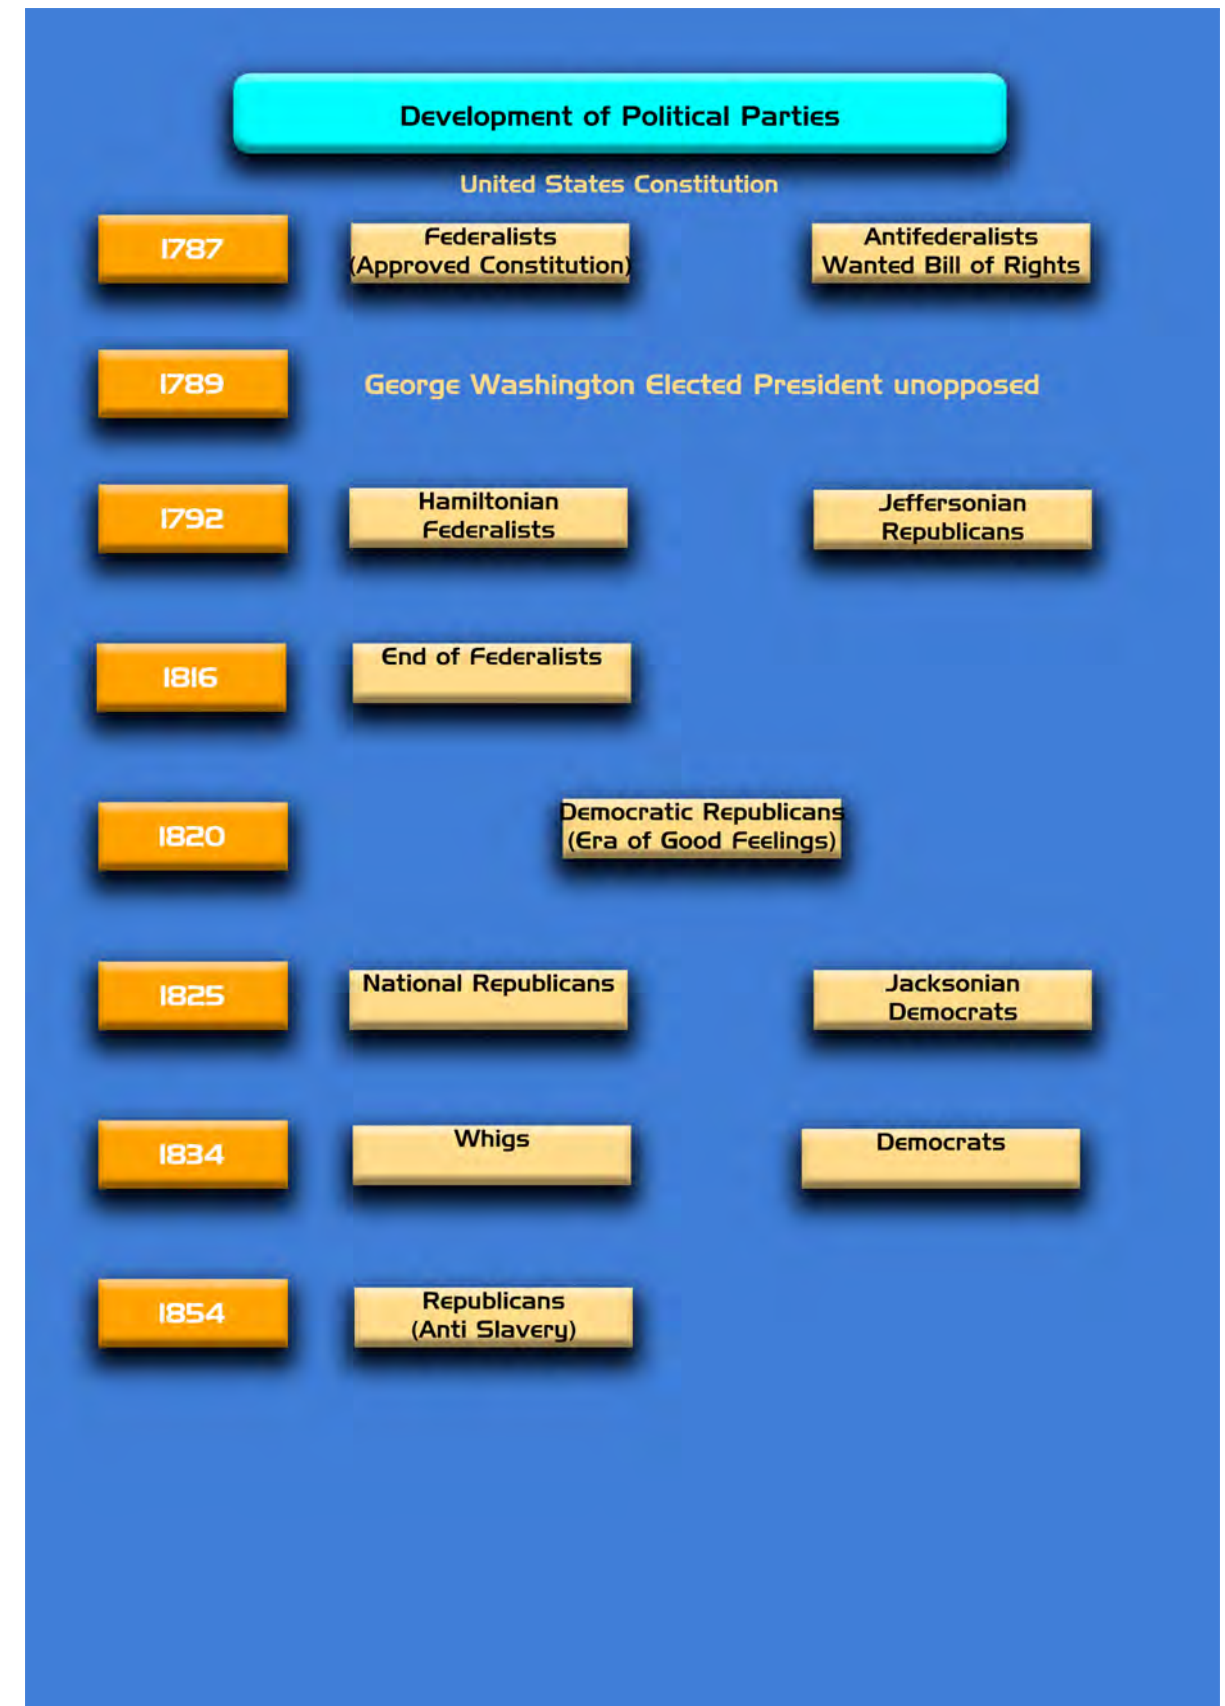 Development of Political Parties
United States Constitution
1787
Federalists
(Approved Constitution)
Antifederalists
Wanted Bill of Rights
1789
George Washington Elected President unopposed
1792
Hamiltonian
Federalists
Jeffersonian
Republicans
1816
End of Federalists
1820
Democratic Republicans
(Era of Good Feelings)
1825
National Republicans
Jacksonian
Democrats
1834
Whigs
Democrats
1854
Republicans
(Anti Slavery)